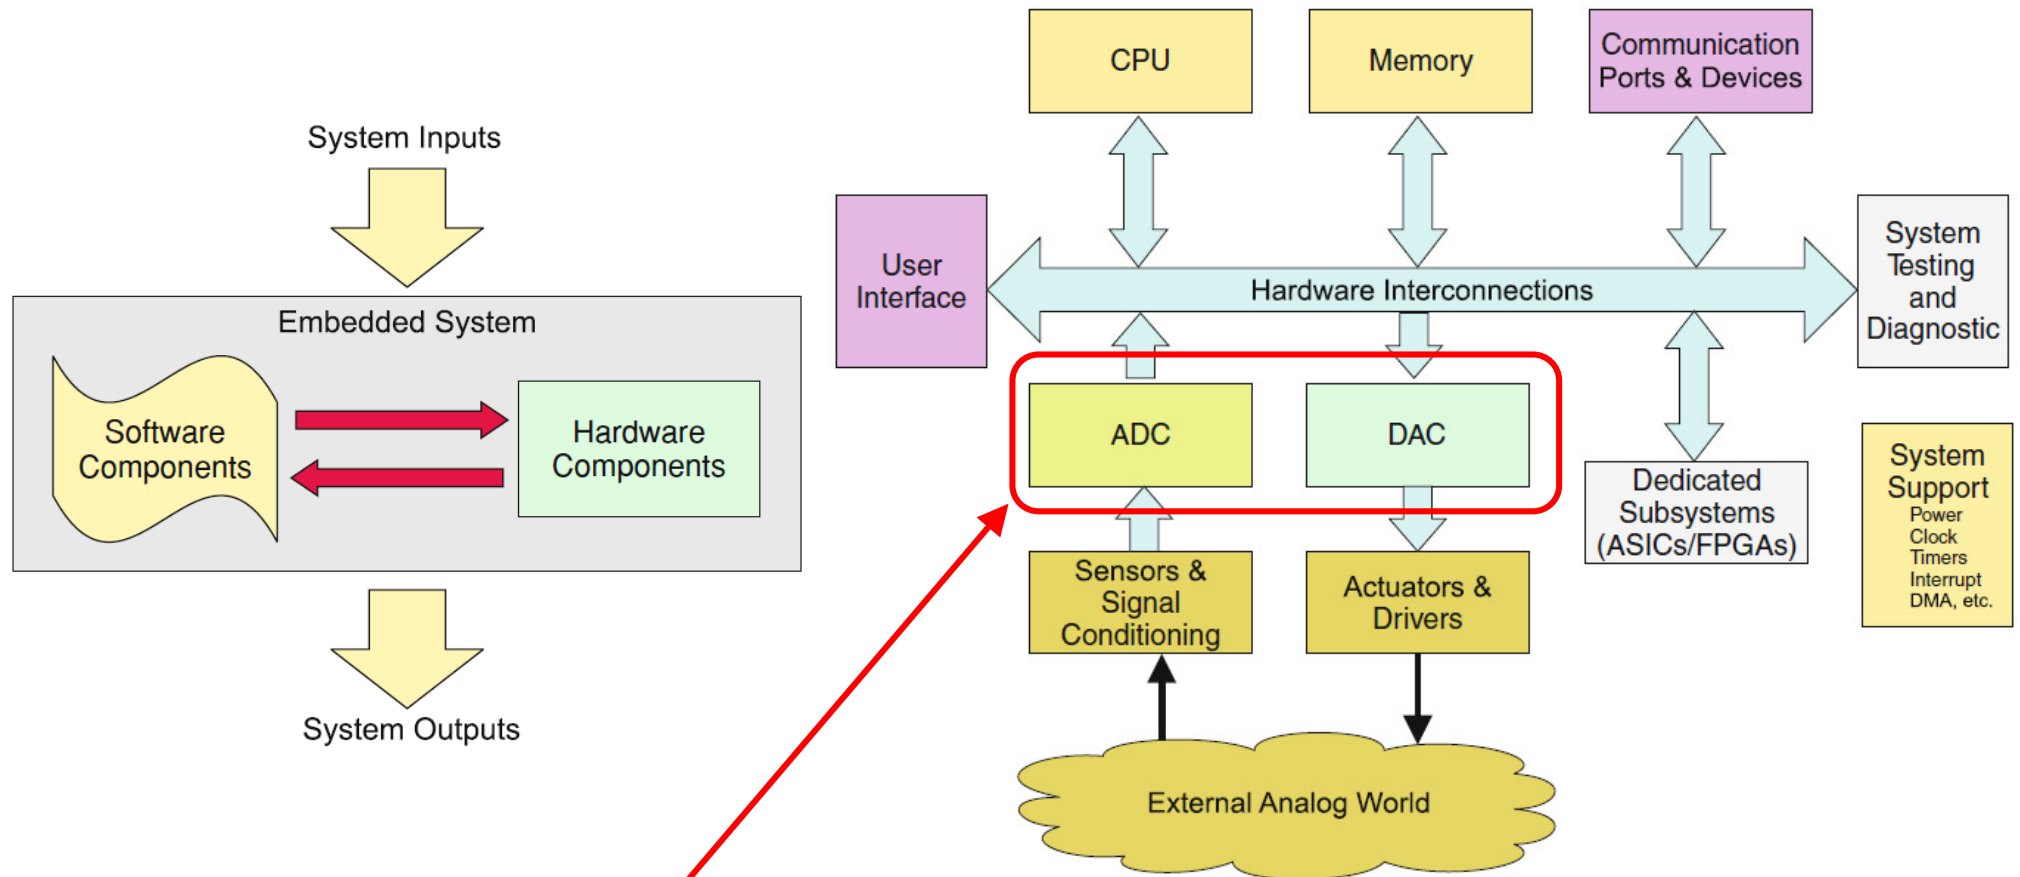 System Inputs
Embedded System
Software
Components
Hardware
Components
System Outputs
CPU
Memory
Communication
Ports & Devices
User
Interface
Hardware Interconnections
System
Testing
and
Diagnostic
ADC
DAC
Dedicated
Subsystems
(ASICs/FPGAs)
System
Support
Power
Clock
Timers
Interrupt
DMA, etc.
Sensors &
Signal
Conditioning
Actuators &
Drivers
External Analog World